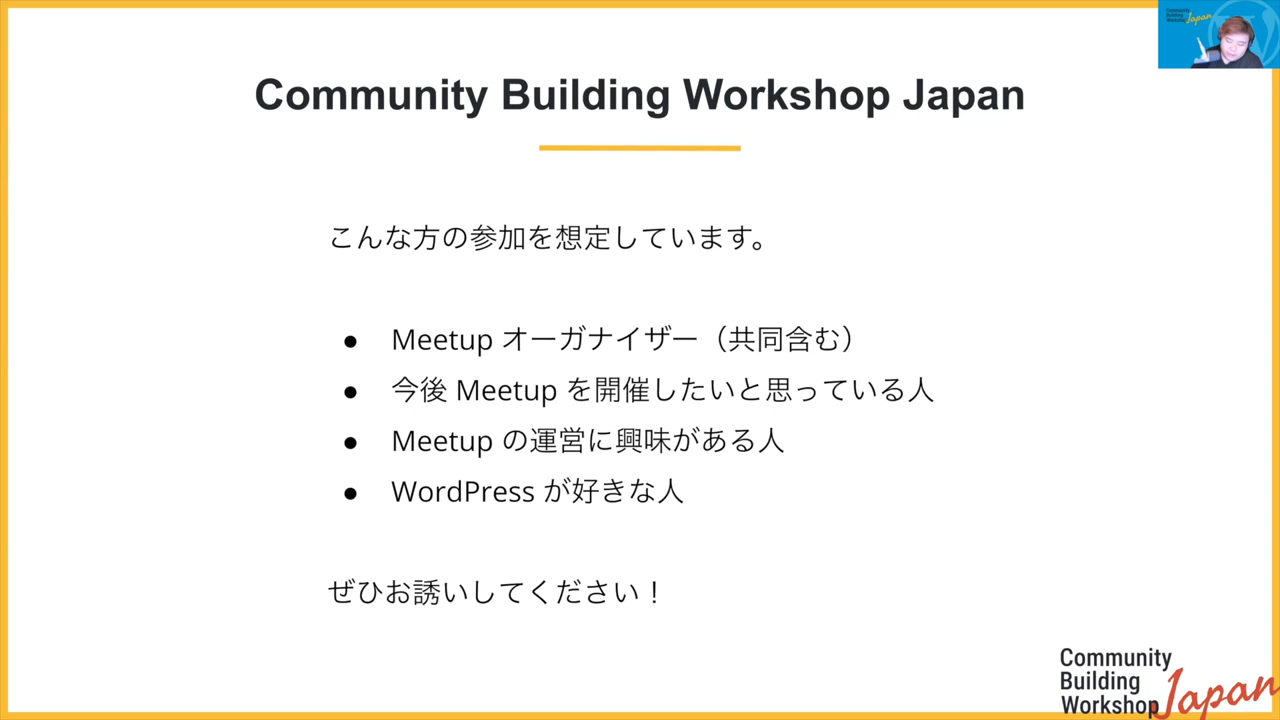 Community Building Workshop Japan
こんな方の参加を想定しています。
● Meetup オーガナイザー（共同含む）
● 今後 Meetup を開催したいと思っている人
● Meetup の運営に興味がある人
● WordPress が好きな人
ぜひお誘いしてください！
Community
Building
Workshop Japan
Community
Building
Workshop Japan